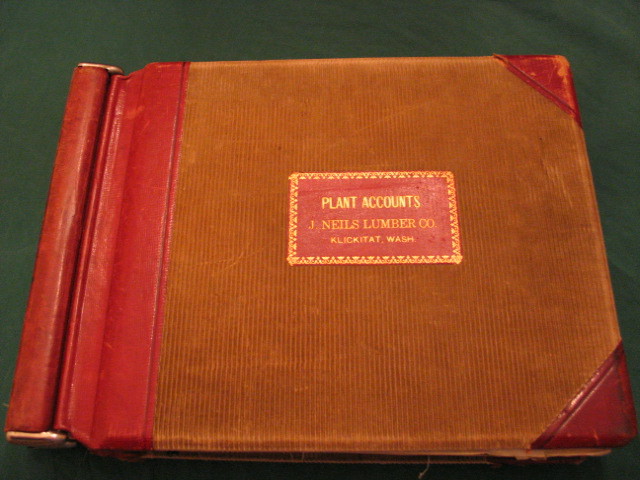 PLANT ACCOUNTS
J. NEILS LUMBER CO.
KLICKITAT, WASH.